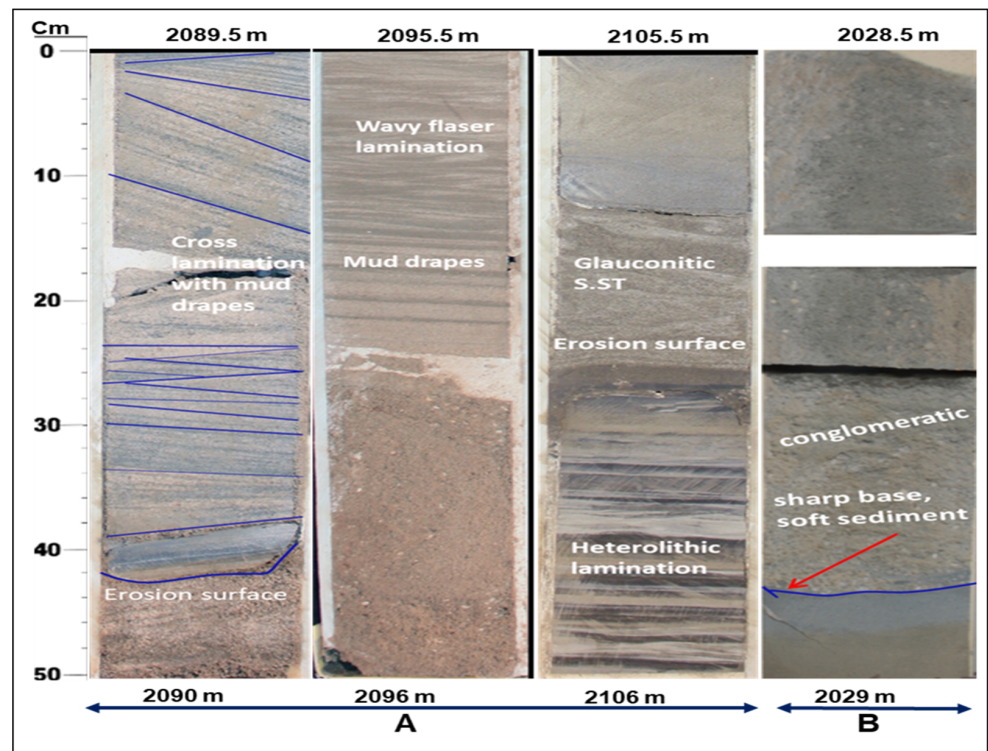 Cm
2089.5 m
2095.5 m
2105.5 m
2028.5 m
0
10
20
30
40
50
Cross
lamination
with mud
drapes
Erosion surface
Wavy flaser
lamination
Mud drapes
Glauconitic
S.ST
Erosion surface
Heterolithic
lamination
conglomeratic
sharp base,
soft sediment
2090 m
2096 m
2106 m
2029 m
A
B